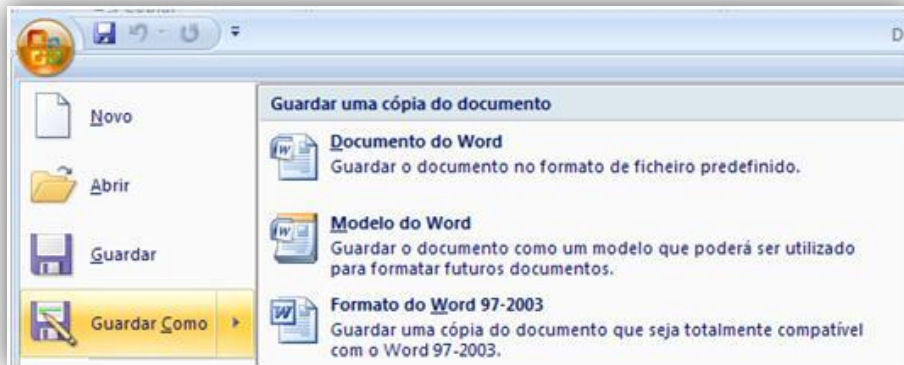 D
Novo
Abrir
Guardar
Guardar Como
Guardar uma cópia do documento
Documento do Word
Guardar o documento no formato de ficheiro predefinido.
Modelo do Word
Guardar o documento como um modelo que poderá ser utilizado
para formatar futuros documentos.
Formato do Word 97-2003
Guardar uma cópia do documento que seja totalmente compatível
com o Word 97-2003.